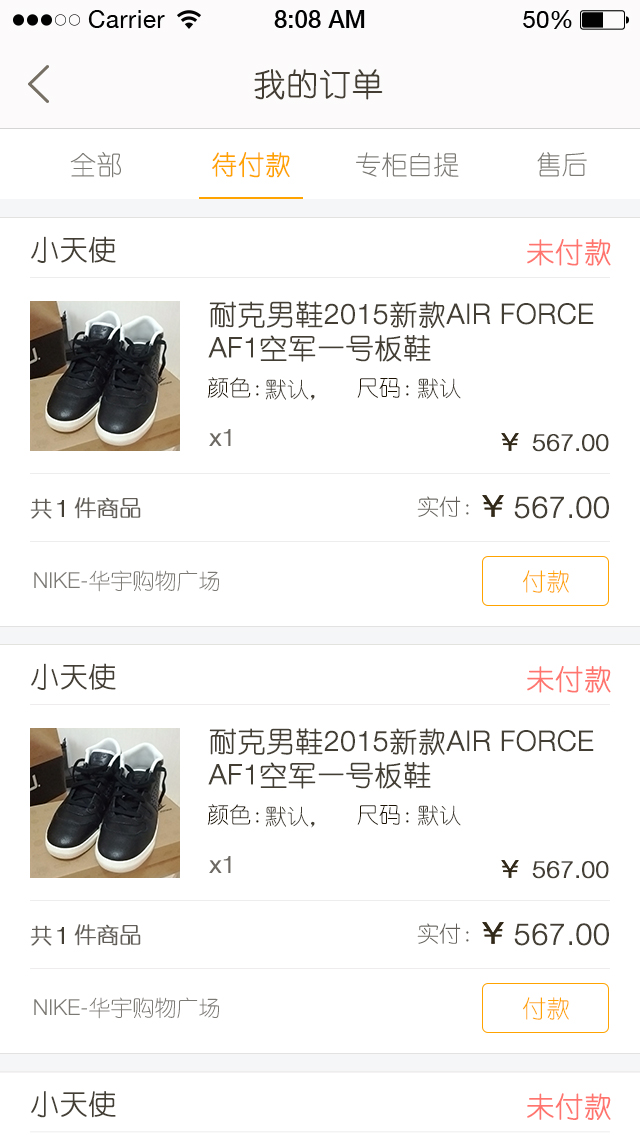 Carrier 8:08 AM 50%
我的订单
全部 待付款 专柜自提 售后
小天使 未付款
耐克男鞋2015新款AIR FORCE
AF1空军一号板鞋
颜色：默认， 尺码：默认
x1 ￥ 567.00
共1件商品 实付：￥ 567.00
NIKE-华宇购物广场 付款
小天使 未付款
耐克男鞋2015新款AIR FORCE
AF1空军一号板鞋
颜色：默认， 尺码：默认
x1 ￥ 567.00
共1件商品 实付：￥ 567.00
NIKE-华宇购物广场 付款
小天使 未付款